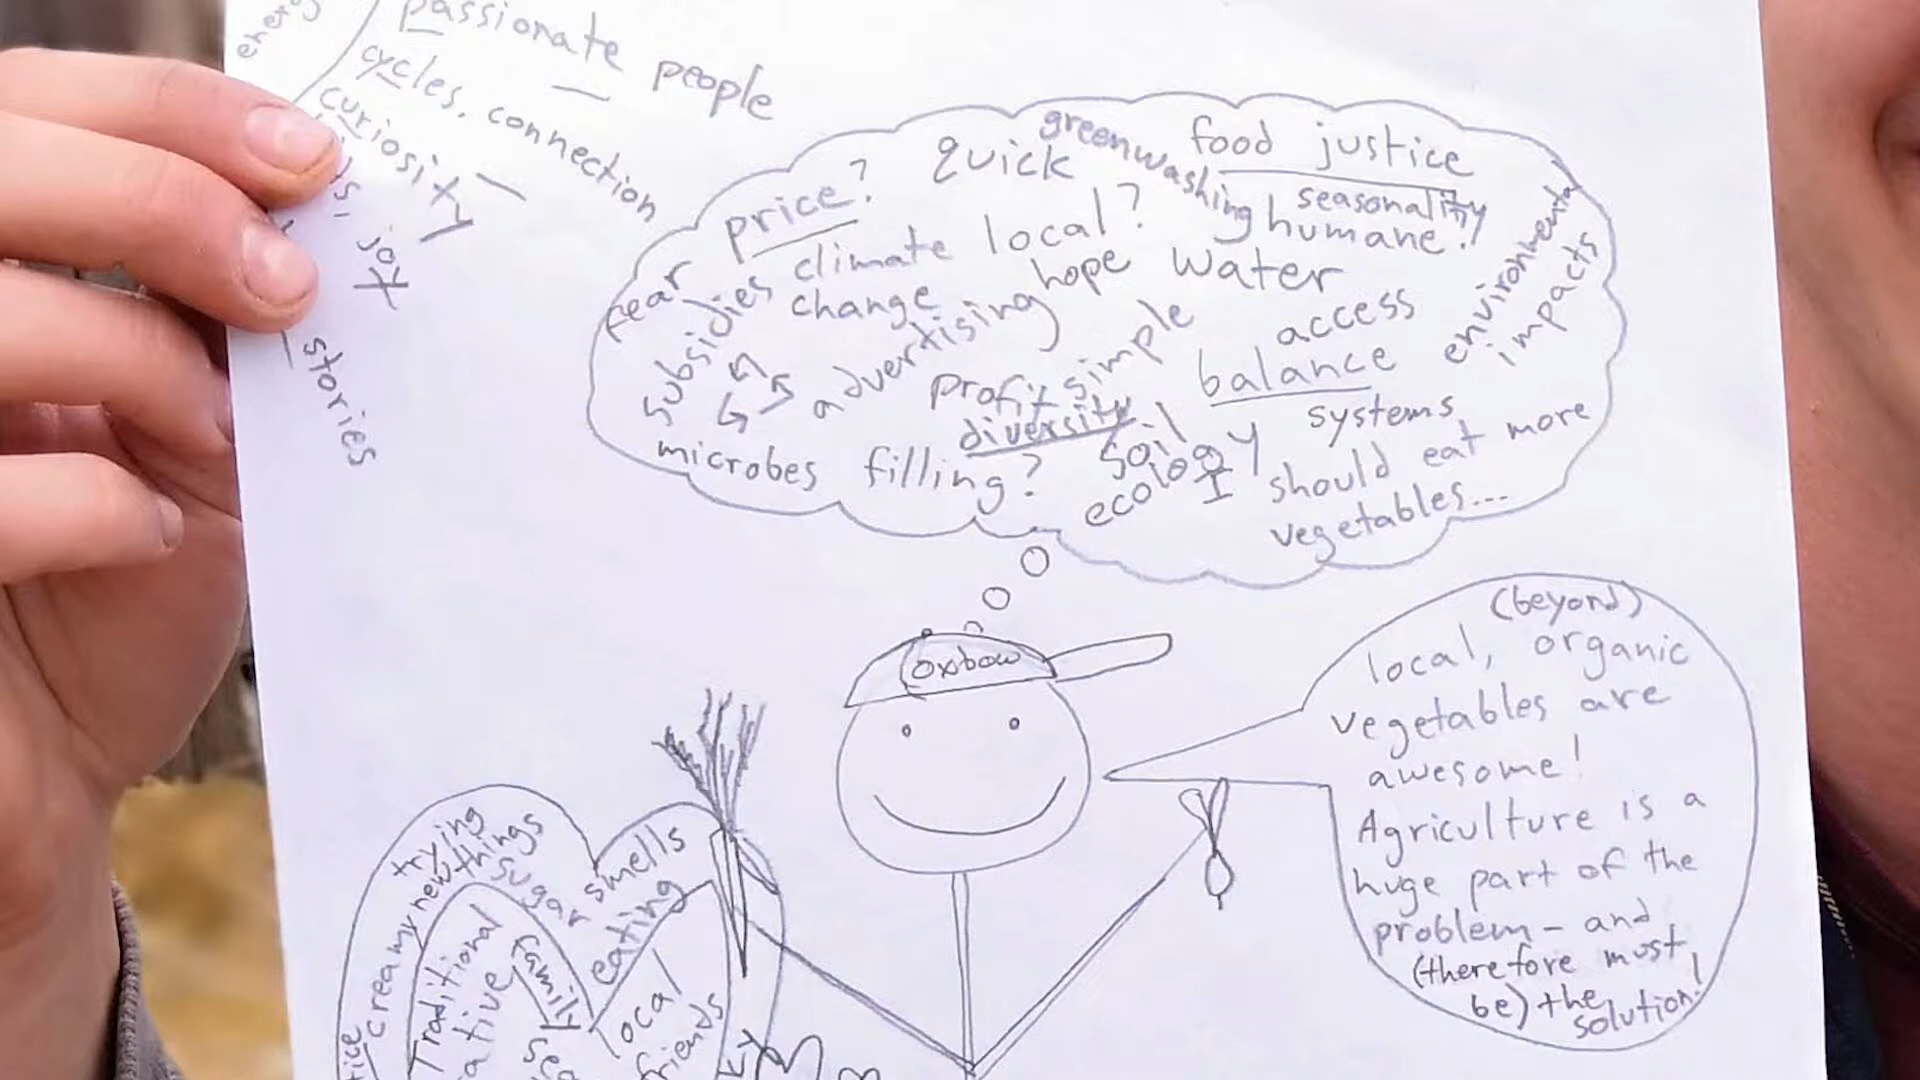 passionate people
cycles, connection
curiosity
joy
stories
greenwashing
food justice
quick
price?
seasonality
local?
humane?
fear
climate change
hope
water
environmental impacts
subsidies
advertising
simple
access
profit
balance
diversity
systems
microbes
filling?
soil ecology
I should eat more
vegetables...
oxbow
(beyond)
local, organic
vegetables are
awesome!
Agriculture is a
huge part of the
problem - and
(therefore must
be) the
solution!
trying
new things
sugar
smells
eating
creamy
Traditional
family
local
friends